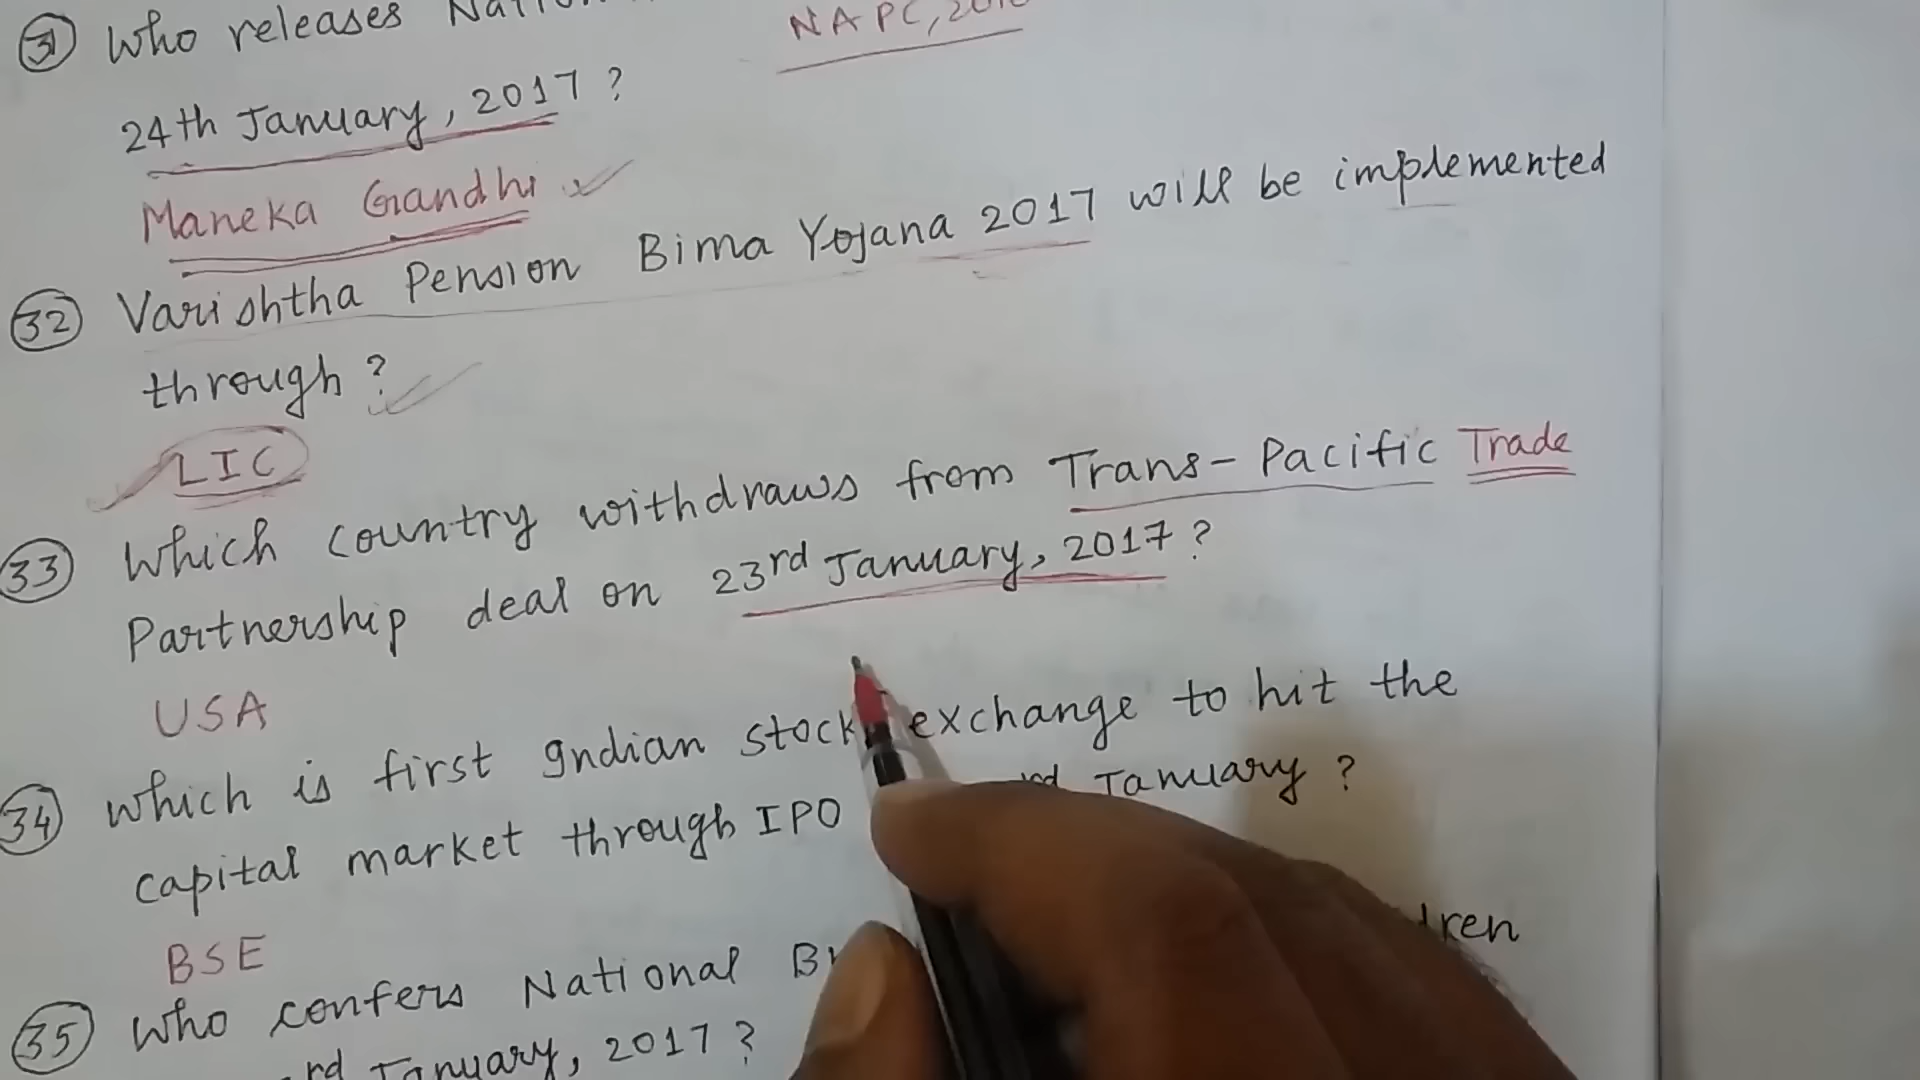 31 Who releases
NAPC, 2016
24th January, 2017 ?
Maneka Gandhi
32 Varishtha Pension Bima Yojana 2017 will be implemented
through ?
LIC
33 Which country withdraws from Trans-Pacific Trade
Partnership deal on 23rd January, 2017 ?
USA
34 Which is first Indian stock exchange to hit the
capital market through IPO rd January ?
BSE
35 Who confers National
rd January, 2017 ?